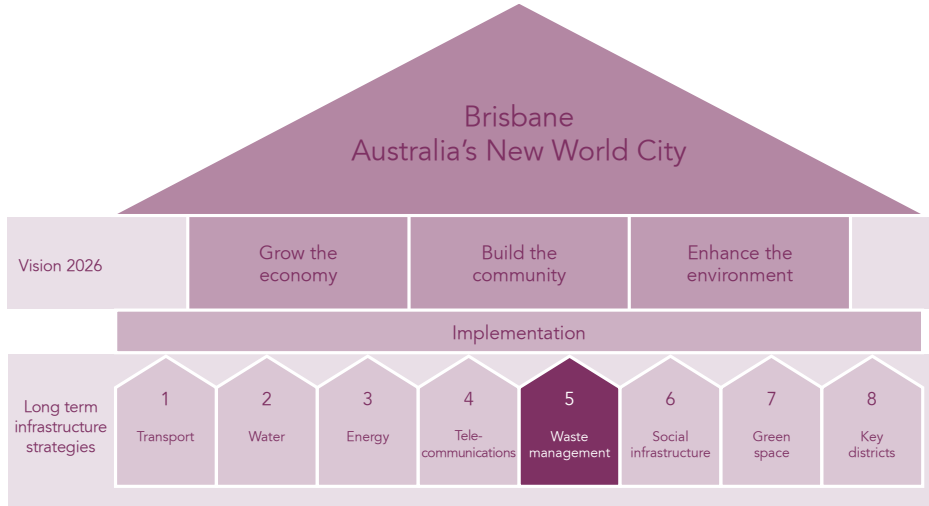 Brisbane
Australia's New World City
Vision 2026
Grow the
economy
Build the
community
Enhance the
environment
Implementation
Long term
infrastructure
strategies
1
Transport
2
Water
3
Energy
4
Tele-
communications
5
Waste
management
6
Social
infrastructure
7
Green
space
8
Key
districts